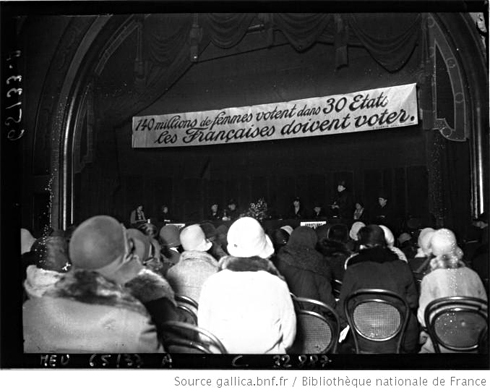 140 millions de femmes votent dans 30 Etats
Les Françaises doivent voter.
Source gallica.bnf.fr / Bibliothèque nationale de France